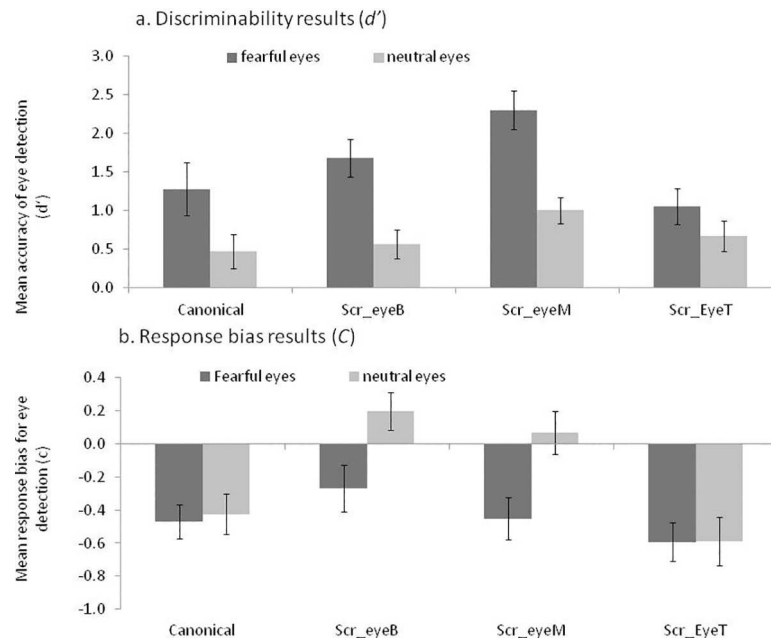 a. Discriminability results (d')
fearful eyes neutral eyes
Mean accuracy of eye detection
(d')
3.0
2.5
2.0
1.5
1.0
0.5
0.0
Canonical Scr_eyeB Scr_eyeM Scr_EyeT
b. Response bias results (C)
Fearful eyes neutral eyes
Mean response bias for eye
detection (c)
0.4
0.2
0.0
-0.2
-0.4
-0.6
-0.8
-1.0
Canonical Scr_eyeB Scr_eyeM Scr_EyeT